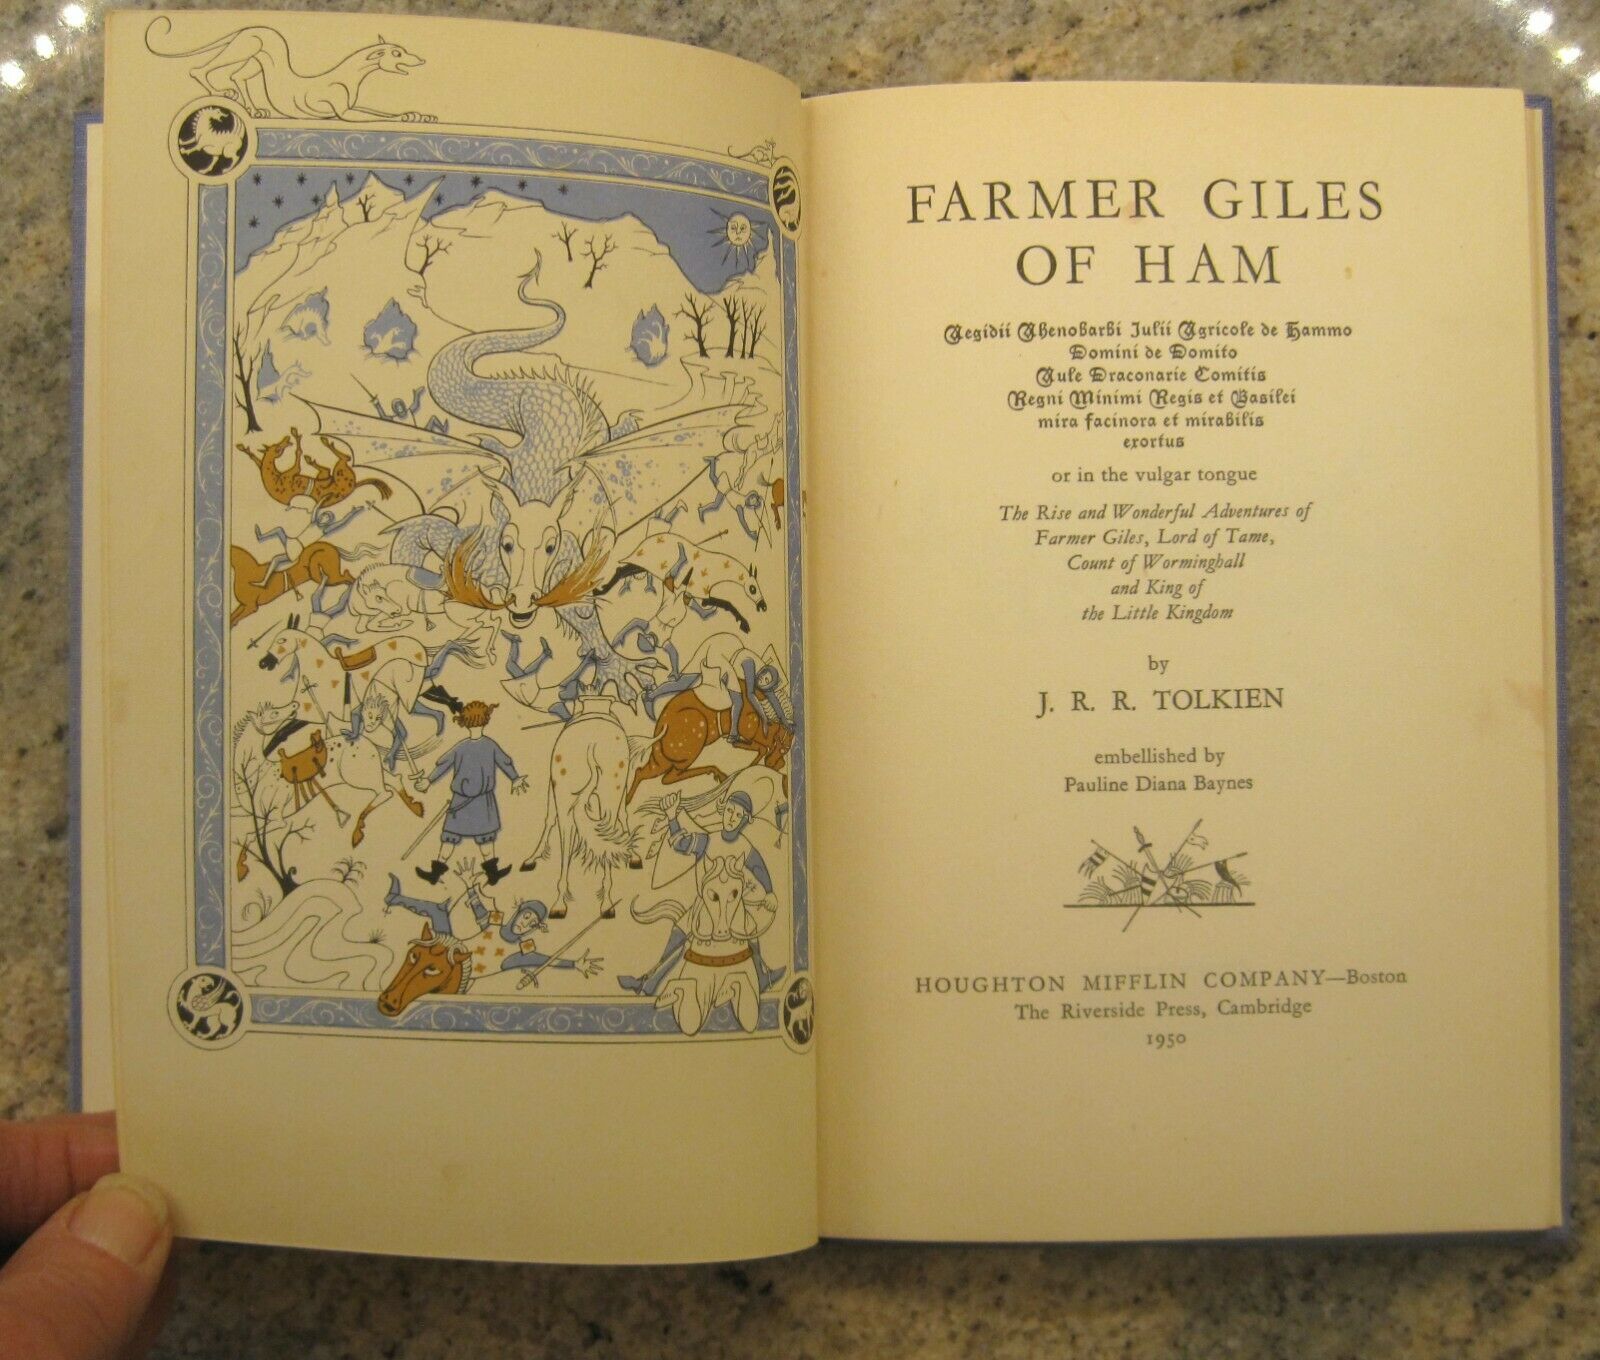 FARMER GILES
OF HAM
Aegidii Ahenobarbi Julii Agricole de Hammo
Domini de Domito
Aule Draconarie Comitis
Regni Minimi Regis et Basilei
mira facinora et mirabilis
exortus
or in the vulgar tongue
The Rise and Wonderful Adventures of
Farmer Giles, Lord of Tame,
Count of Worminghall
and King of
the Little Kingdom
by
J. R. R. TOLKIEN
embellished by
Pauline Diana Baynes
HOUGHTON MIFFLIN COMPANY—Boston
The Riverside Press, Cambridge
1950